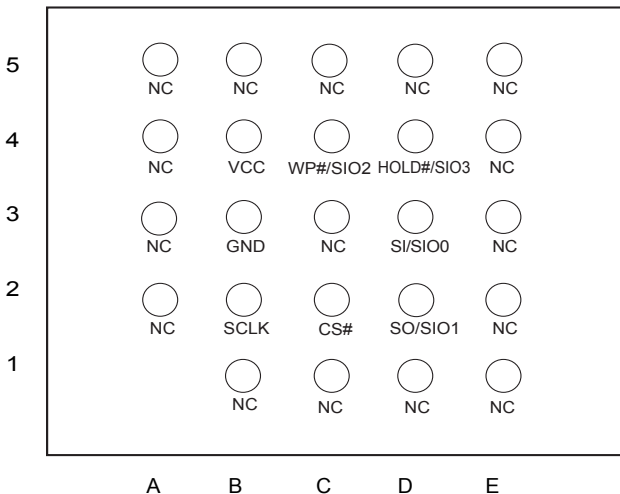 5
NC NC NC NC NC
4
NC VCC WP#/SIO2 HOLD#/SIO3 NC
3
NC GND NC SI/SIO0 NC
2
NC SCLK CS# SO/SIO1 NC
1
NC NC NC NC
A B C D E